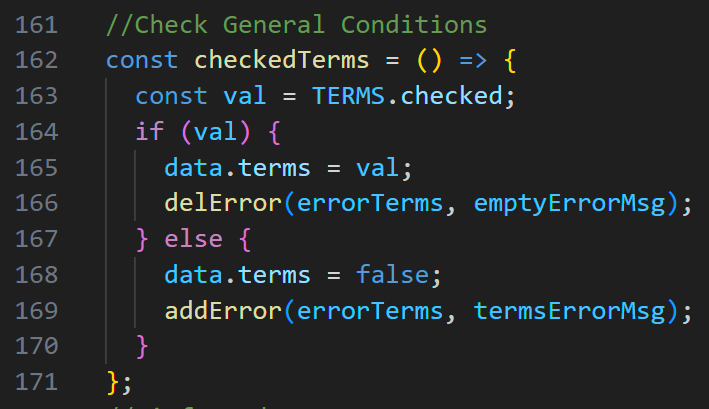 161 //Check General Conditions
162 const checkedTerms = () => {
163 const val = TERMS.checked;
164 if (val) {
165 data.terms = val;
166 delError(errorTerms, emptyErrorMsg);
167 } else {
168 data.terms = false;
169 addError(errorTerms, termsErrorMsg);
170 }
171 };